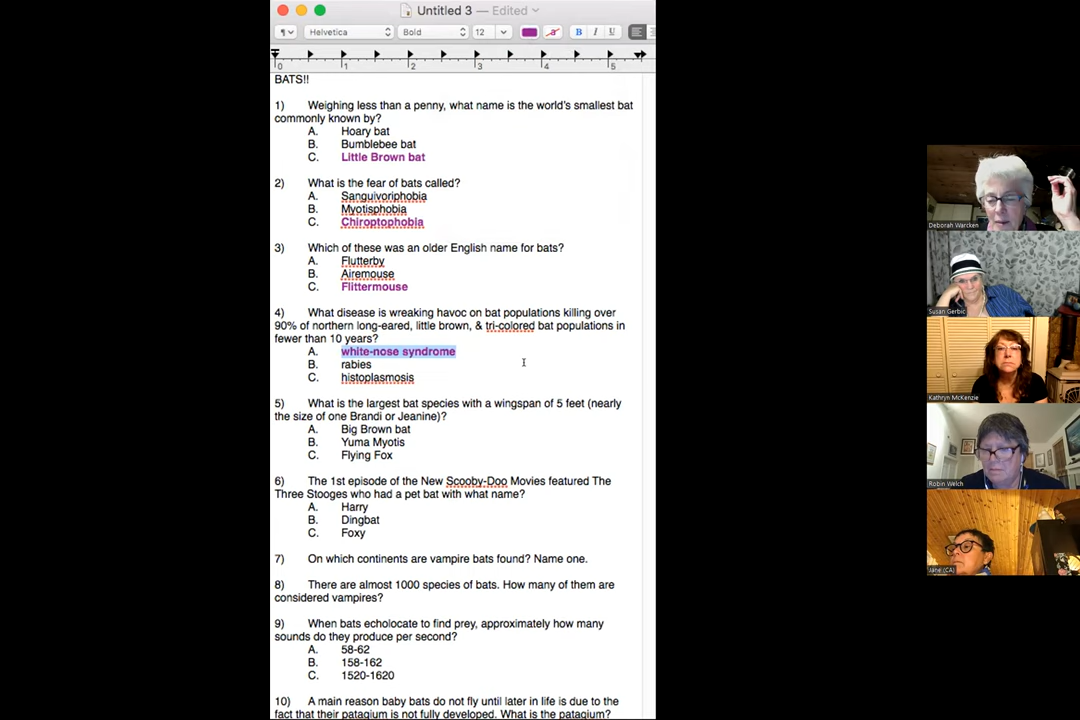 Untitled 3 — Edited
¶ Helvetica Bold 12 a B I U
0 1 2 3 4 5
BATS!!
1) Weighing less than a penny, what name is the world's smallest bat
commonly known by?
A. Hoary bat
B. Bumblebee bat
C. Little Brown bat
2) What is the fear of bats called?
A. Sanguivoriphobia
B. Myotisphobia
C. Chiroptophobia
3) Which of these was an older English name for bats?
A. Flutterby
B. Airemouse
C. Flittermouse
4) What disease is wreaking havoc on bat populations killing over
90% of northern long-eared, little brown, & tri-colored bat populations in
fewer than 10 years?
A. white-nose syndrome
B. rabies
C. histoplasmosis
5) What is the largest bat species with a wingspan of 5 feet (nearly
the size of one Brandi or Jeanine)?
A. Big Brown bat
B. Yuma Myotis
C. Flying Fox
6) The 1st episode of the New Scooby-Doo Movies featured The
Three Stooges who had a pet bat with what name?
A. Harry
B. Dingbat
C. Foxy
7) On which continents are vampire bats found? Name one.
8) There are almost 1000 species of bats. How many of them are
considered vampires?
9) When bats echolocate to find prey, approximately how many
sounds do they produce per second?
A. 58-62
B. 158-162
C. 1520-1620
10) A main reason baby bats do not fly until later in life is due to the
fact that their patagium is not fully developed. What is the patagium?
Deborah Warcken
Susan Gerbic
Kathryn McKenzie
Robin Welch
Jane (CA)